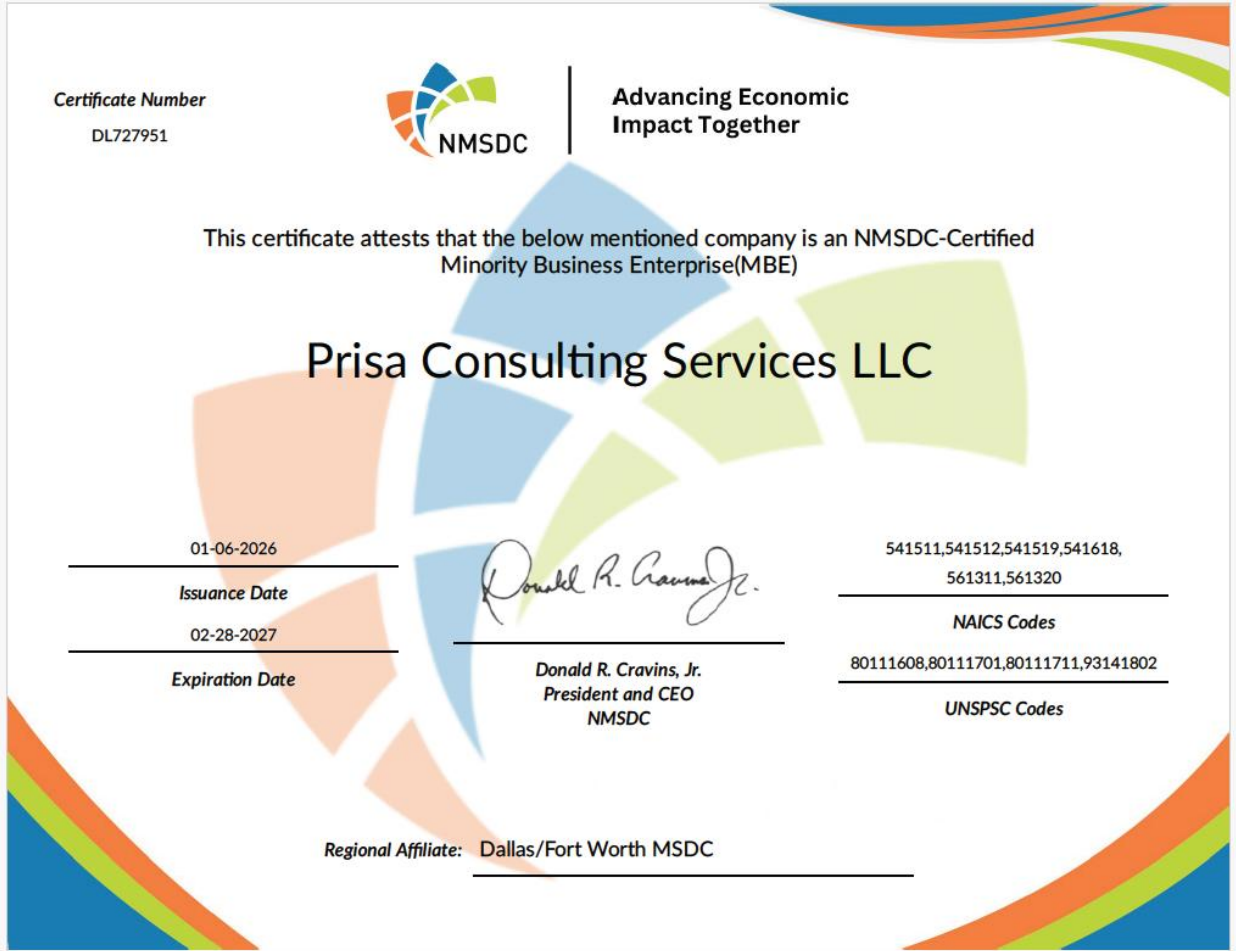 Certificate Number
DL727951
NMSDC
Advancing Economic
Impact Together
This certificate attests that the below mentioned company is an NMSDC-Certified
Minority Business Enterprise(MBE)
Prisa Consulting Services LLC
01-06-2026
Issuance Date
02-28-2027
Expiration Date
Donald R. Cravins Jr.
Donald R. Cravins, Jr.
President and CEO
NMSDC
541511,541512,541519,541618,
561311,561320
NAICS Codes
80111608,80111701,80111711,93141802
UNSPSC Codes
Regional Affiliate: Dallas/Fort Worth MSDC